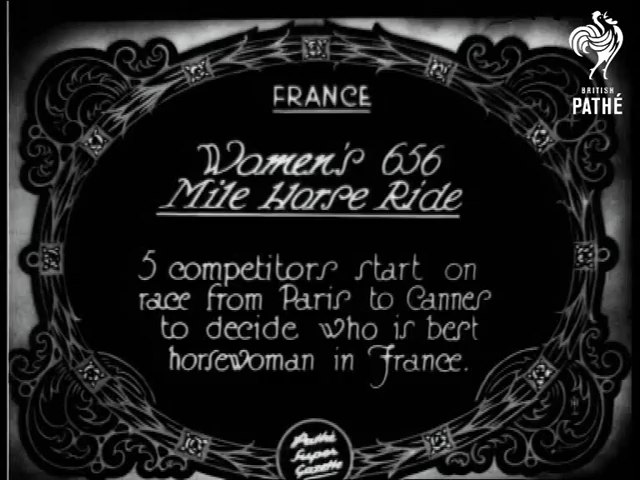 BRITISH
PATHÉ
FRANCE
Women's 656
Mile Horse Ride
5 competitors start on
race from Paris to Cannes
to decide who is best
horsewoman in France.
Pathé
Super
Gazette